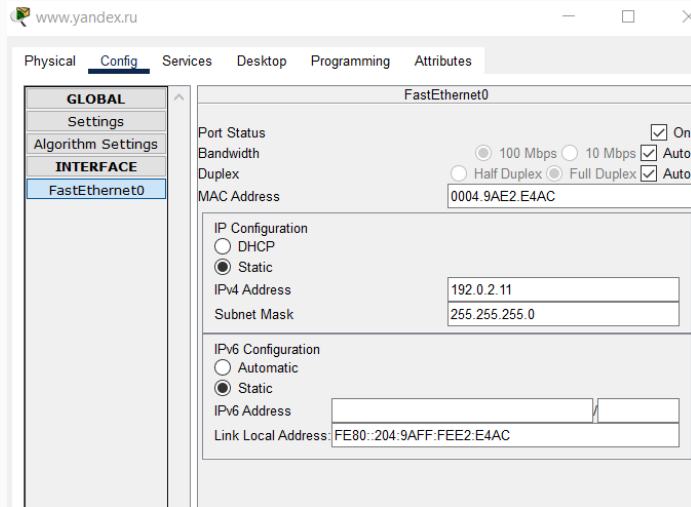 www.yandex.ru
Physical Config Services Desktop Programming Attributes
GLOBAL
Settings
Algorithm Settings
INTERFACE
FastEthernet0
FastEthernet0
Port Status On
Bandwidth 100 Mbps 10 Mbps Auto
Duplex Half Duplex Full Duplex Auto
MAC Address 0004.9AE2.E4AC
IP Configuration
DHCP
Static
IPv4 Address 192.0.2.11
Subnet Mask 255.255.255.0
IPv6 Configuration
Automatic
Static
IPv6 Address /
Link Local Address: FE80::204:9AFF:FEE2:E4AC